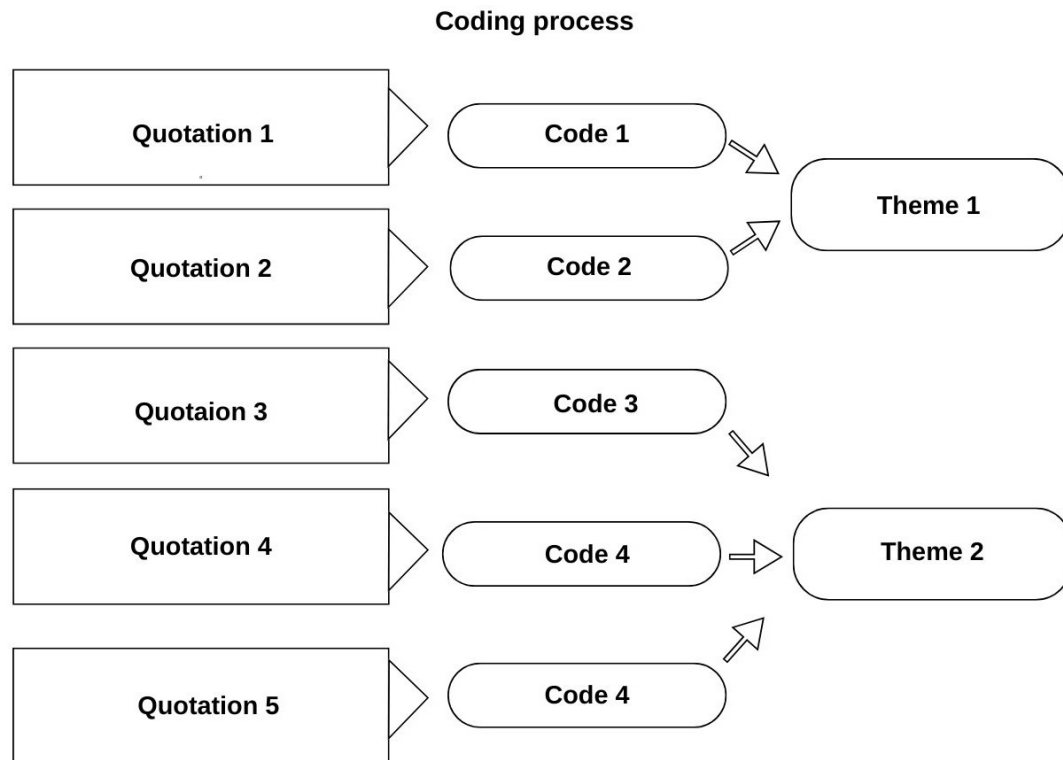 Coding process
Quotation 1
Code 1
Theme 1
Quotation 2
Code 2
Quotaion 3
Code 3
Quotation 4
Code 4
Theme 2
Quotation 5
Code 4